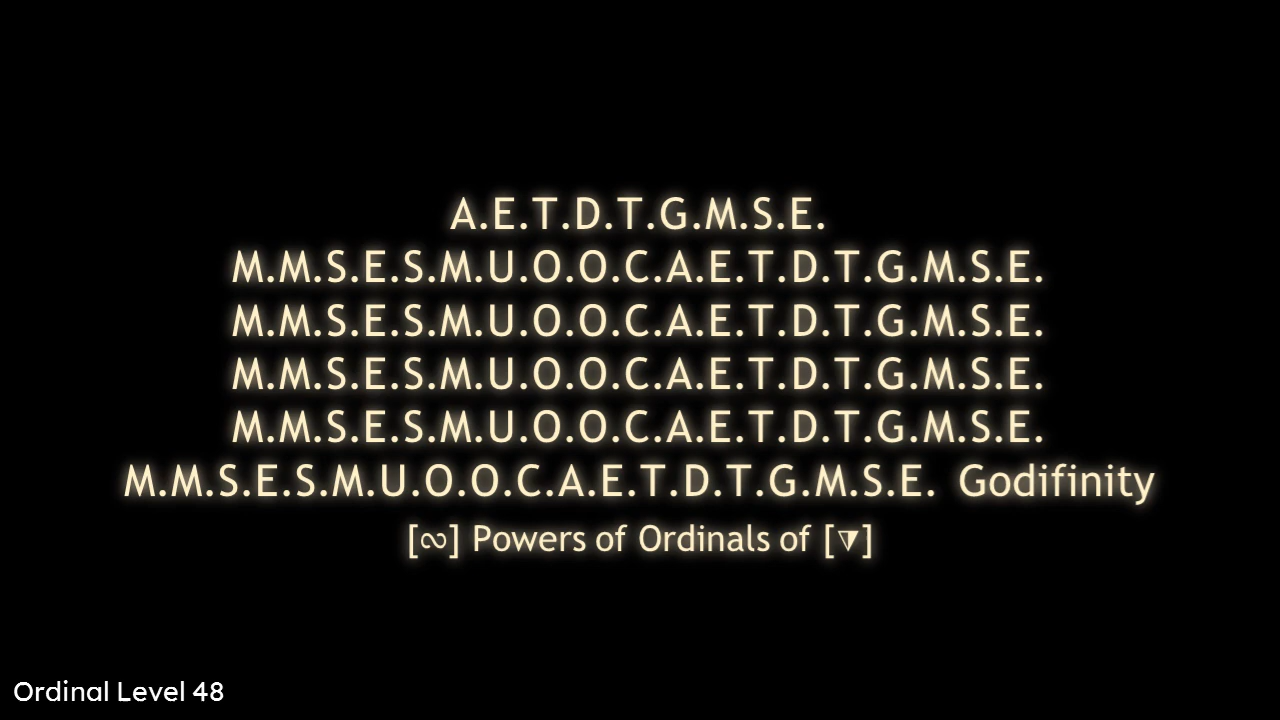 A.E.T.D.T.G.M.S.E.
M.M.S.E.S.M.U.O.O.C.A.E.T.D.T.G.M.S.E.
M.M.S.E.S.M.U.O.O.C.A.E.T.D.T.G.M.S.E.
M.M.S.E.S.M.U.O.O.C.A.E.T.D.T.G.M.S.E.
M.M.S.E.S.M.U.O.O.C.A.E.T.D.T.G.M.S.E.
M.M.S.E.S.M.U.O.O.C.A.E.T.D.T.G.M.S.E. Godifinity
[∾] Powers of Ordinals of [⧩]
Ordinal Level 48